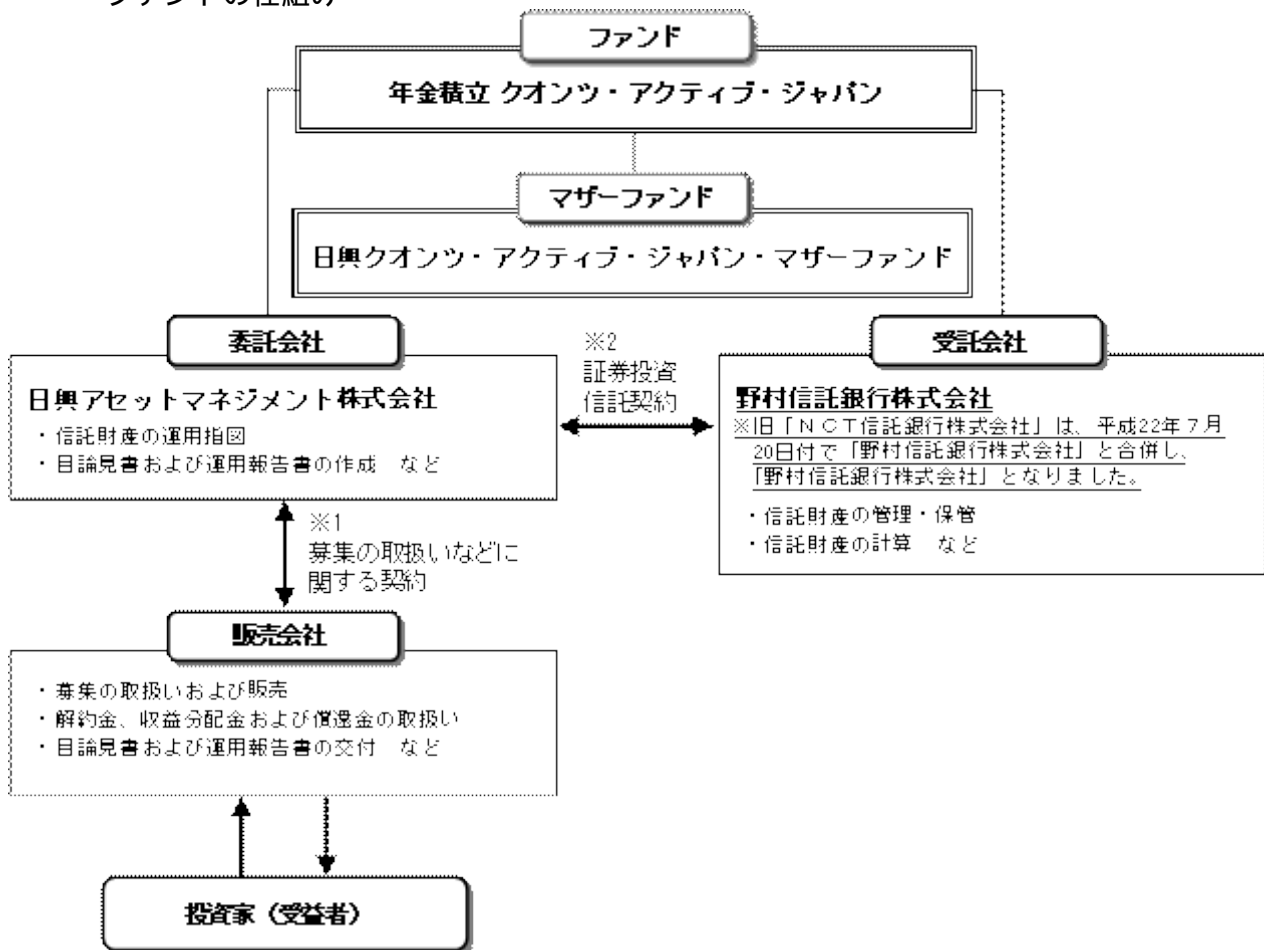 ファンドの仕組み
ファンド
年金積立 クオンツ・アクティブ・ジャパン
マザーファンド
日興クオンツ・アクティブ・ジャパン・マザーファンド
委託会社
日興アセットマネジメント株式会社
・信託財産の運用指図
・目論見書および運用報告書の作成 など
※2
証券投資
信託契約
受託会社
野村信託銀行株式会社
※旧「ＮＣＴ信託銀行株式会社」は、平成22年７月
20日付で「野村信託銀行株式会社」と合併し、
「野村信託銀行株式会社」となりました。
・信託財産の管理・保管
・信託財産の計算 など
※1
募集の取扱いなどに
関する契約
販売会社
・募集の取扱いおよび販売
・解約金、収益分配金および償還金の取扱い
・目論見書および運用報告書の交付 など
投資家（受益者）